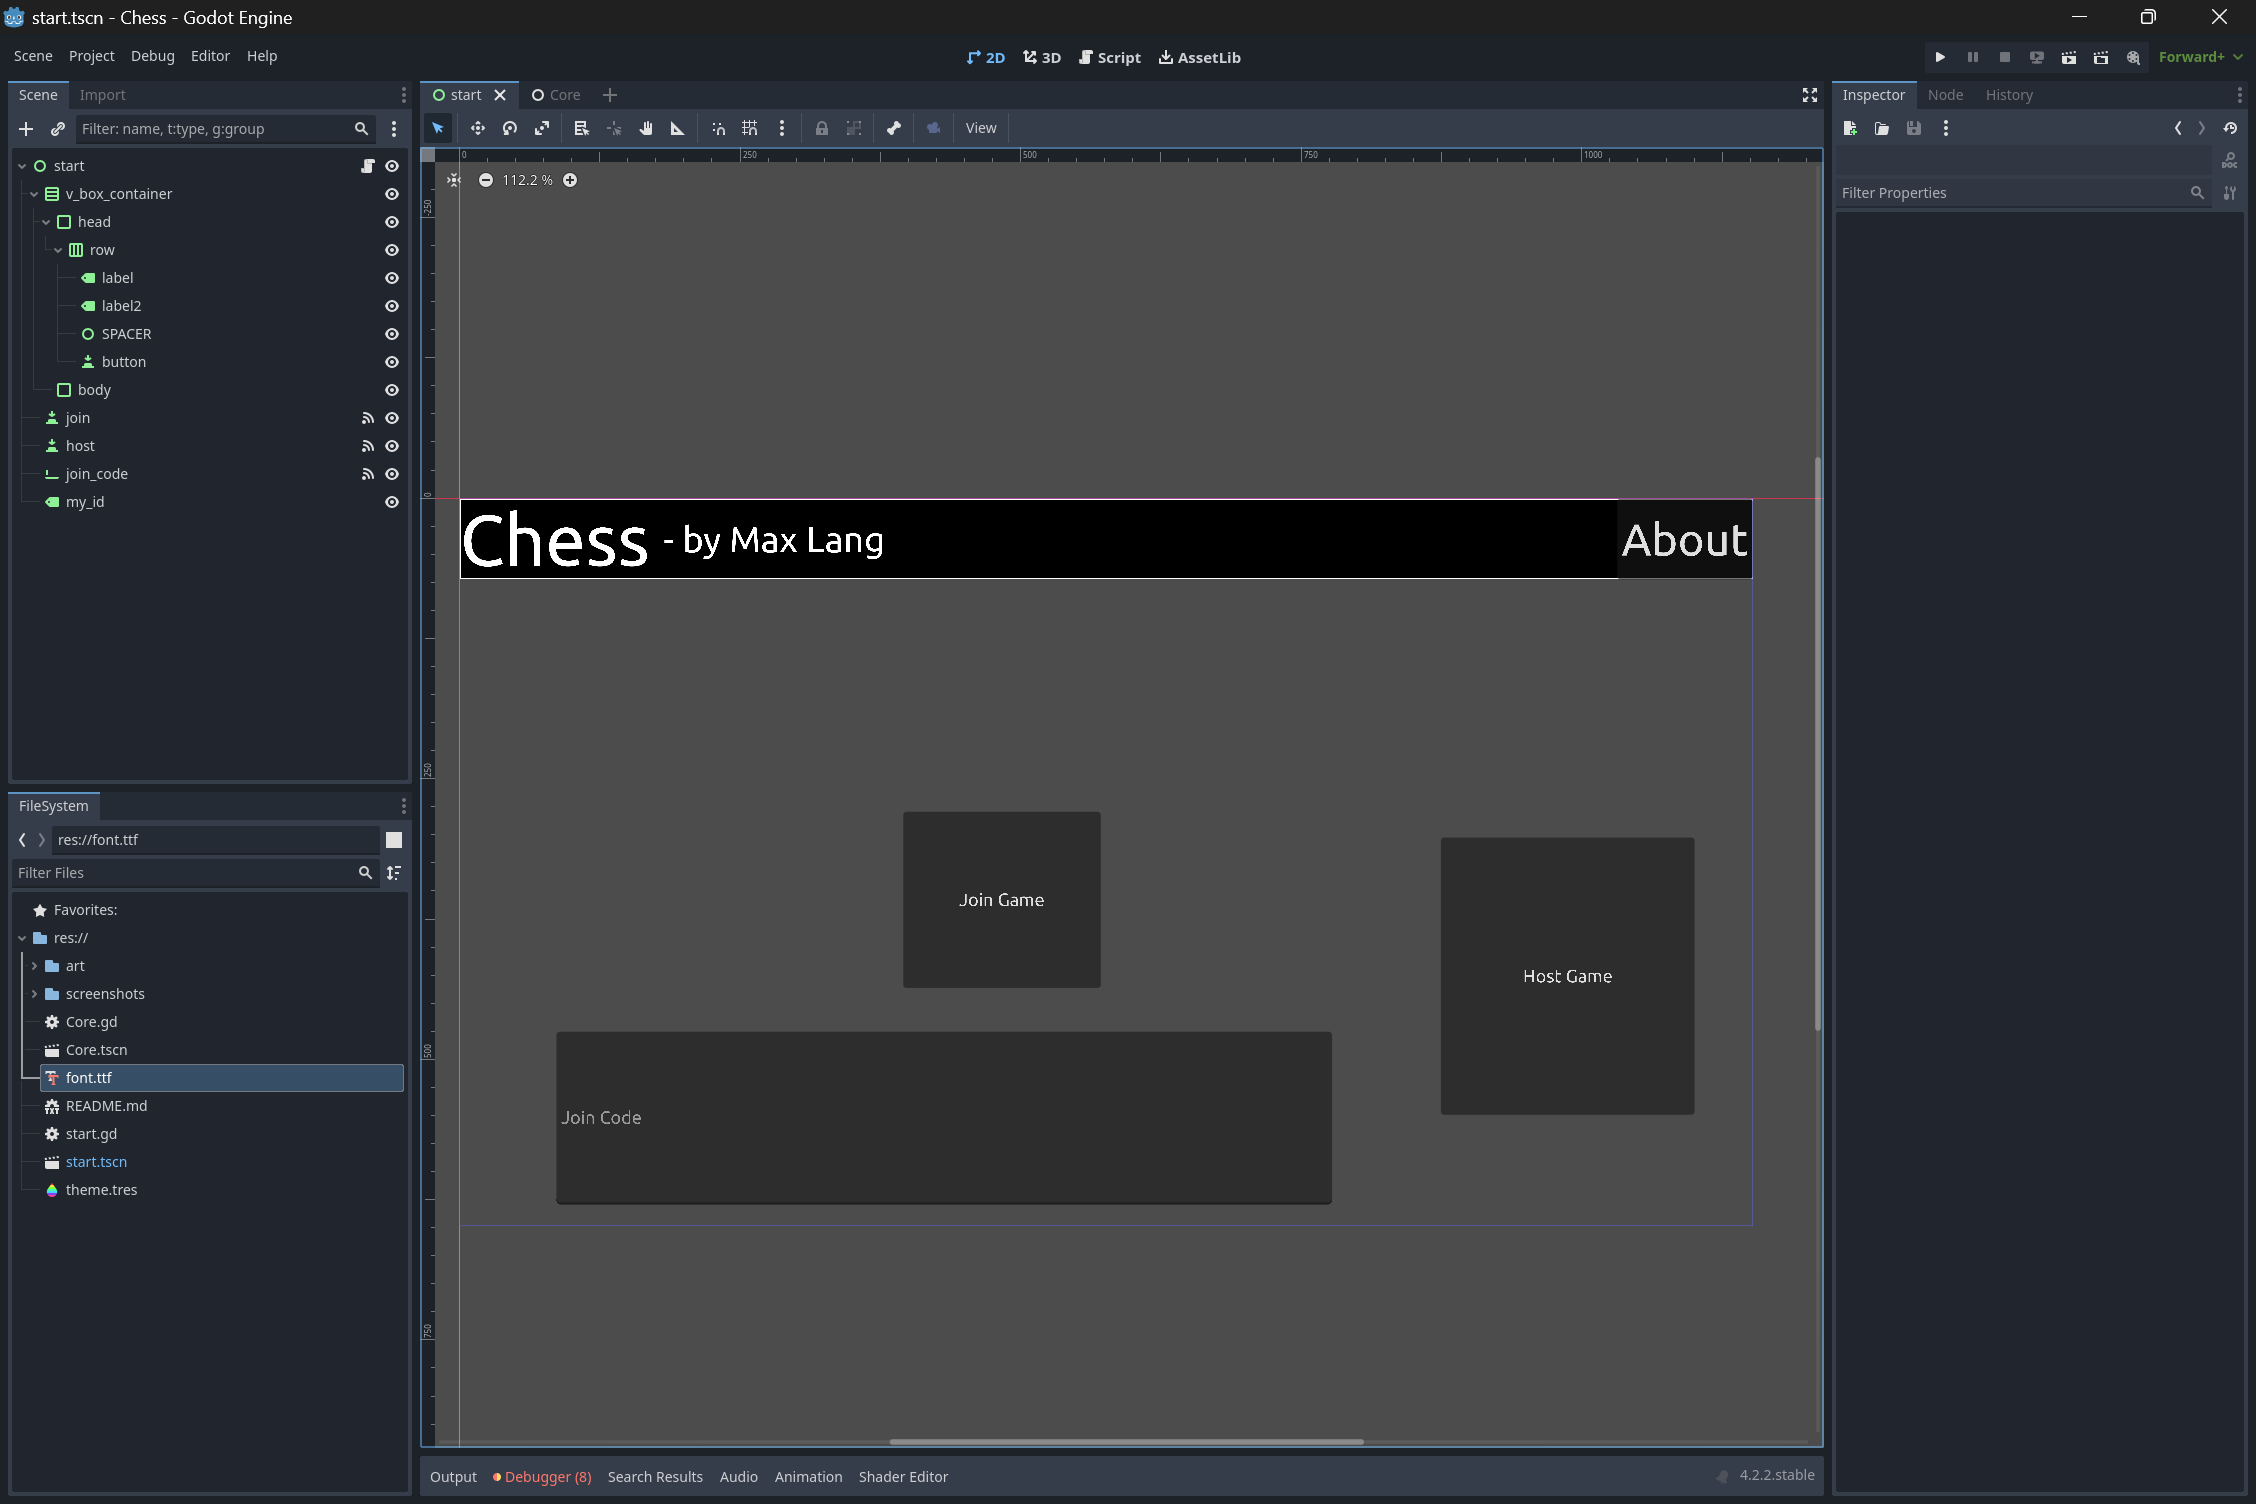 start.tscn - Chess - Godot Engine
Scene Project Debug Editor Help
2D 3D Script AssetLib
Forward+
Scene Import
Filter: name, t:type, g:group
start
v_box_container
head
row
label
label2
SPACER
button
body
join
host
join_code
my_id
FileSystem
res://font.ttf
Filter Files
Favorites:
res://
art
screenshots
Core.gd
Core.tscn
font.ttf
README.md
start.gd
start.tscn
theme.tres
start Core
View
0 250 500 750 1000
-250
0
250
500
750
112.2 %
Chess - by Max Lang
About
Join Game
Host Game
Join Code
Output Debugger (8) Search Results Audio Animation Shader Editor
4.2.2.stable
Inspector Node History
DOC
Filter Properties